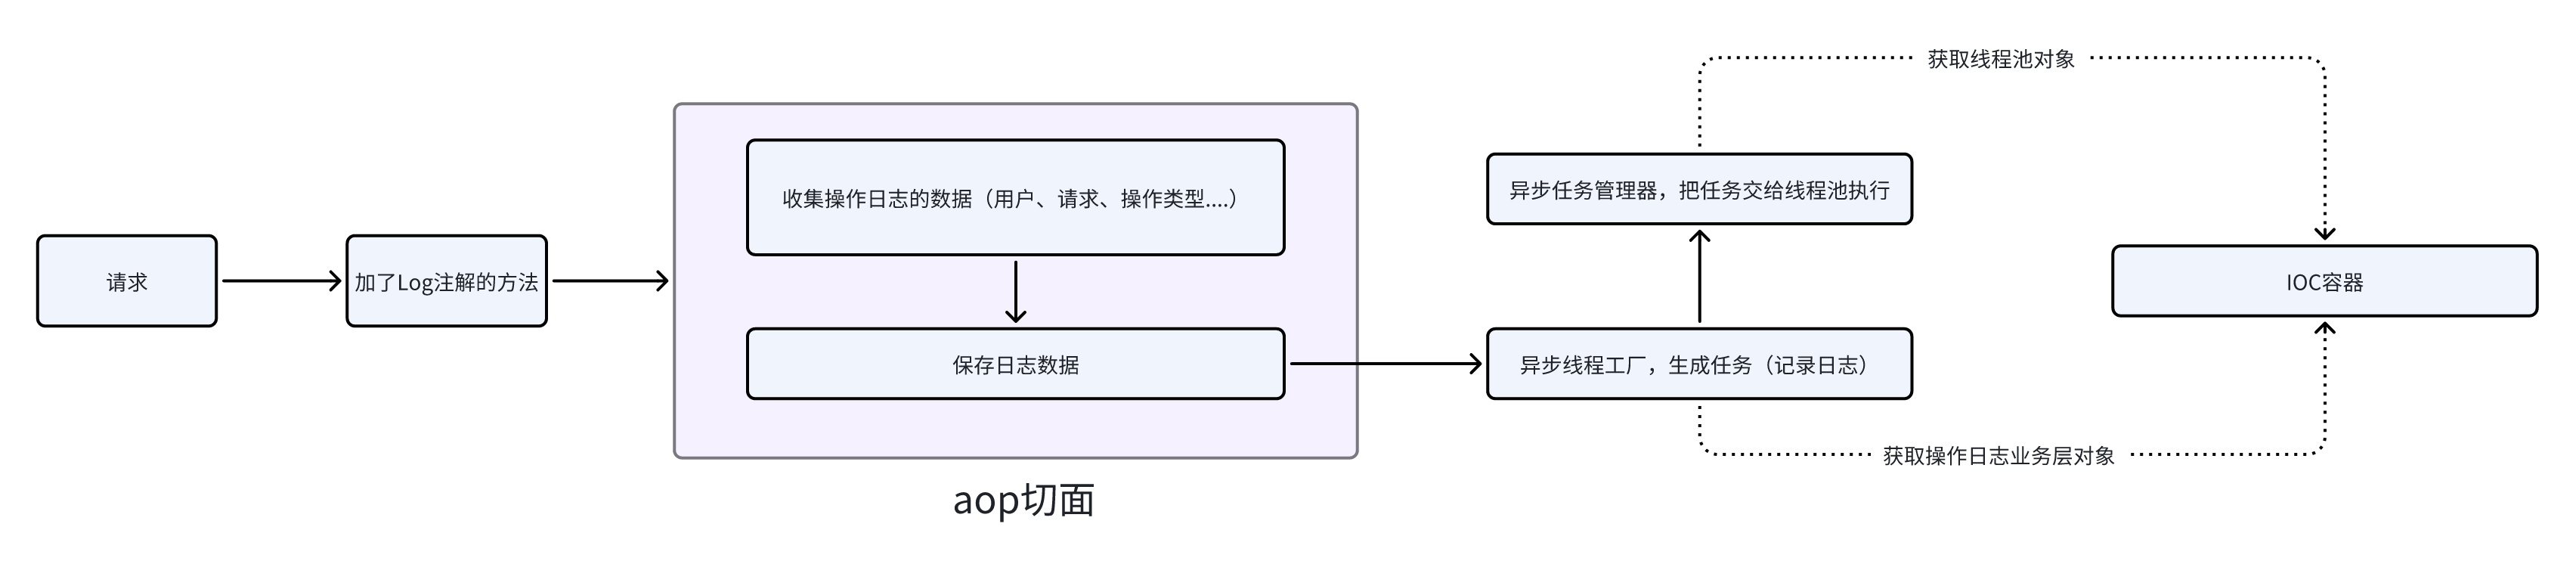 请求
加了Log注解的方法
收集操作日志的数据（用户、请求、操作类型....）
保存日志数据
aop切面
异步线程工厂，生成任务（记录日志）
异步任务管理器，把任务交给线程池执行
获取线程池对象
获取操作日志业务层对象
IOC容器